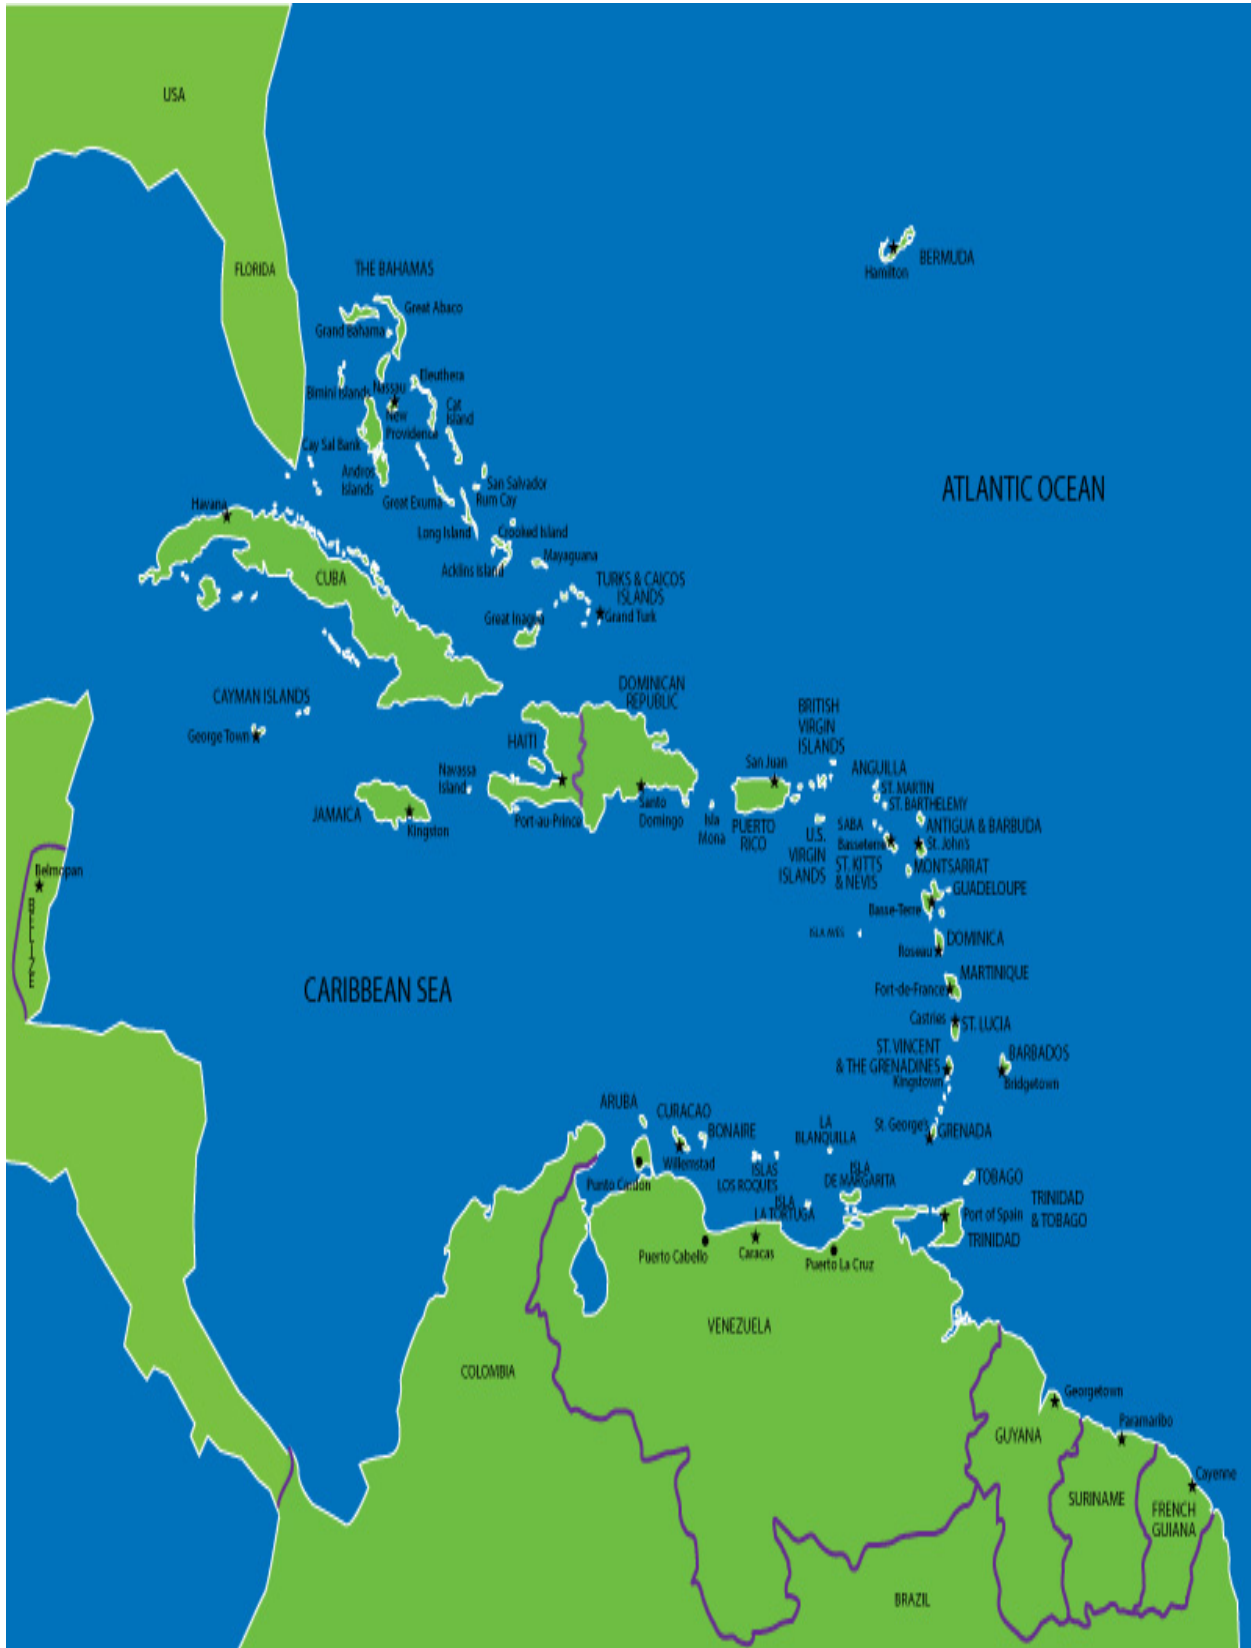 USA
FLORIDA
THE BAHAMAS
Great Abaco
Grand Bahama
Bimini Islands
Nassau
Eleuthera
New
Providence
Cat
Island
Cay Sal Bank
Andros
Islands
Great Exuma
San Salvador
Rum Cay
Long Island
Crooked Island
Acklins Island
Mayaguana
TURKS & CAICOS
ISLANDS
Grand Turk
Great Inagua
BERMUDA
Hamilton
ATLANTIC OCEAN
Havana
CUBA
CAYMAN ISLANDS
George Town
JAMAICA
Kingston
Navassa
Island
HAITI
Port-au-Prince
DOMINICAN
REPUBLIC
Santo
Domingo
Isla
Mona
San Juan
PUERTO
RICO
BRITISH
VIRGIN
ISLANDS
U.S.
VIRGIN
ISLANDS
ANGUILLA
ST. MARTIN
ST. BARTHELEMY
SABA
Basseterre
ST. KITTS
& NEVIS
ANTIGUA & BARBUDA
St. John's
MONTSARRAT
GUADELOUPE
Basse-Terre
ISLA AVES
DOMINICA
Roseau
MARTINIQUE
Fort-de-France
Castries
ST. LUCIA
ST. VINCENT
& THE GRENADINES
Kingstown
BARBADOS
Bridgetown
St. George's
GRENADA
Belmopan
BELIZE
CARIBBEAN SEA
ARUBA
CURACAO
Willemstad
BONAIRE
Punto Cardon
ISLAS
LOS ROQUES
LA
BLANQUILLA
ISLA
DE MARGARITA
ISLA
LA TORTUGA
TOBAGO
TRINIDAD
& TOBAGO
Port of Spain
TRINIDAD
Puerto Cabello
Caracas
Puerto La Cruz
VENEZUELA
COLOMBIA
Georgetown
GUYANA
Paramaribo
SURINAME
Cayenne
FRENCH
GUIANA
BRAZIL